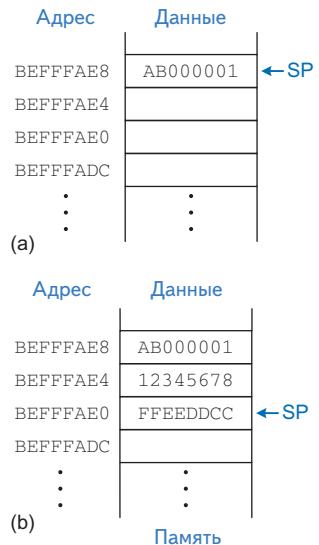 Адрес Данные
BEFFFAE8 AB000001 SP
BEFFFAE4
BEFFFAE0
BEFFFADC
(a)
Адрес Данные
BEFFFAE8 AB000001
BEFFFAE4 12345678
BEFFFAE0 FFEEDDCC SP
BEFFFADC
(b)
Память